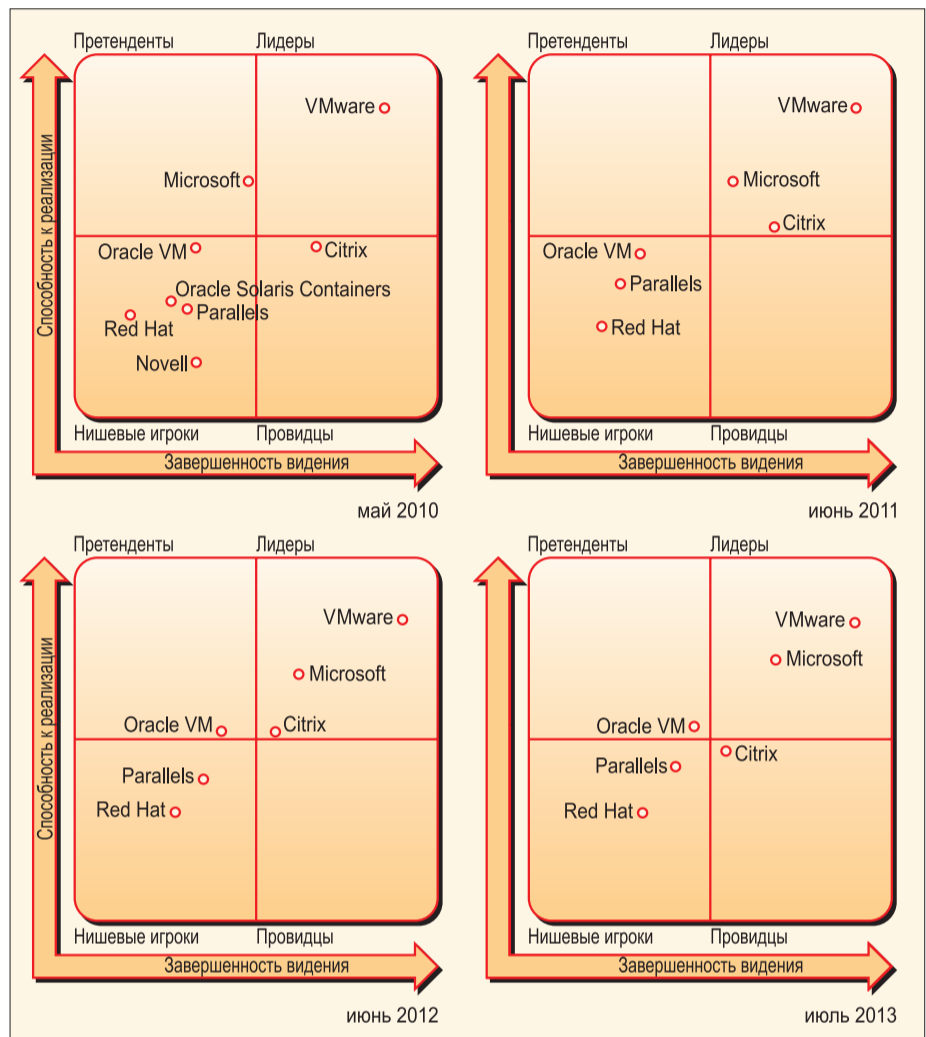 Претенденты
Лидеры
VMware
Microsoft
Oracle VM
Citrix
Oracle Solaris Containers
Parallels
Red Hat
Novell
Способность к реализации
Нишевые игроки
Провидцы
Завершенность видения
май 2010
Претенденты
Лидеры
VMware
Microsoft
Citrix
Oracle VM
Parallels
Red Hat
Нишевые игроки
Провидцы
Завершенность видения
июнь 2011
Претенденты
Лидеры
VMware
Microsoft
Oracle VM
Citrix
Parallels
Red Hat
Способность к реализации
Нишевые игроки
Провидцы
Завершенность видения
июнь 2012
Претенденты
Лидеры
VMware
Microsoft
Oracle VM
Citrix
Parallels
Red Hat
Нишевые игроки
Провидцы
Завершенность видения
июль 2013